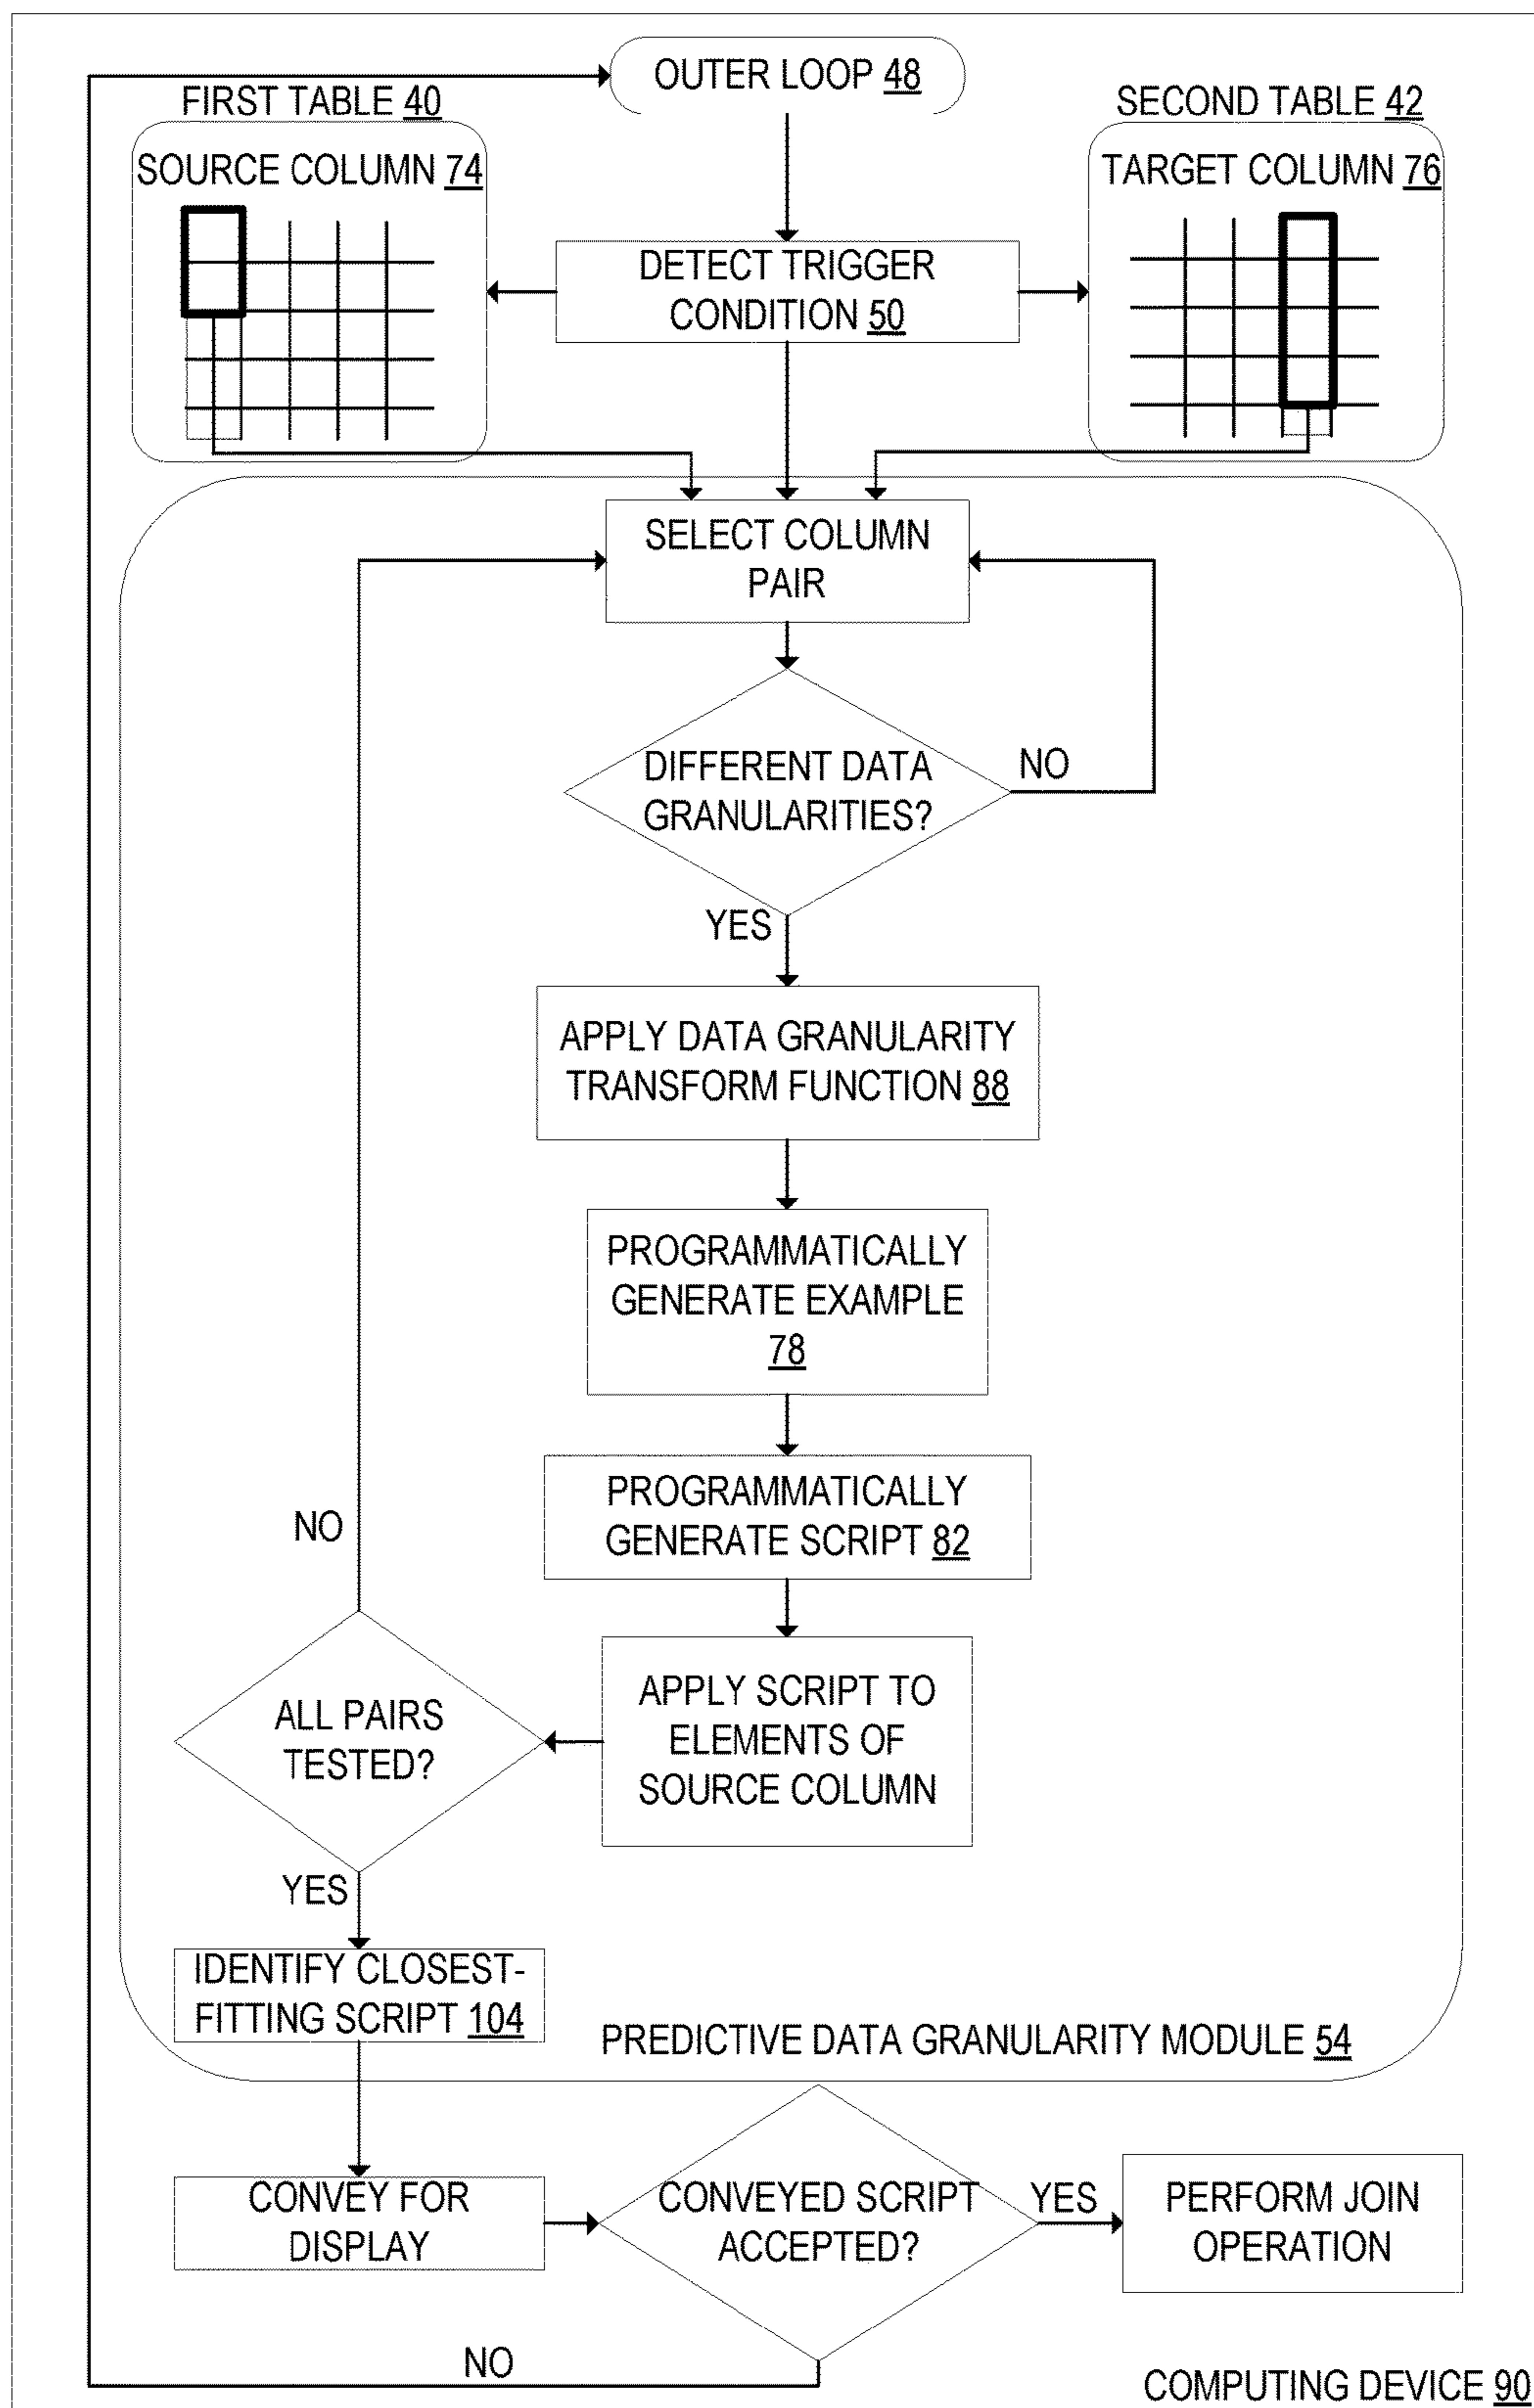 OUTER LOOP 48
FIRST TABLE 40
SECOND TABLE 42
SOURCE COLUMN 74
TARGET COLUMN 76
DETECT TRIGGER
CONDITION 50
SELECT COLUMN
PAIR
DIFFERENT DATA
GRANULARITIES?
NO
YES
APPLY DATA GRANULARITY
TRANSFORM FUNCTION 88
PROGRAMMATICALLY
GENERATE EXAMPLE
78
PROGRAMMATICALLY
GENERATE SCRIPT 82
NO
APPLY SCRIPT TO
ELEMENTS OF
SOURCE COLUMN
ALL PAIRS
TESTED?
YES
IDENTIFY CLOSEST-
FITTING SCRIPT 104
PREDICTIVE DATA GRANULARITY MODULE 54
CONVEY FOR
DISPLAY
CONVEYED SCRIPT
ACCEPTED?
YES
PERFORM JOIN
OPERATION
NO
COMPUTING DEVICE 90